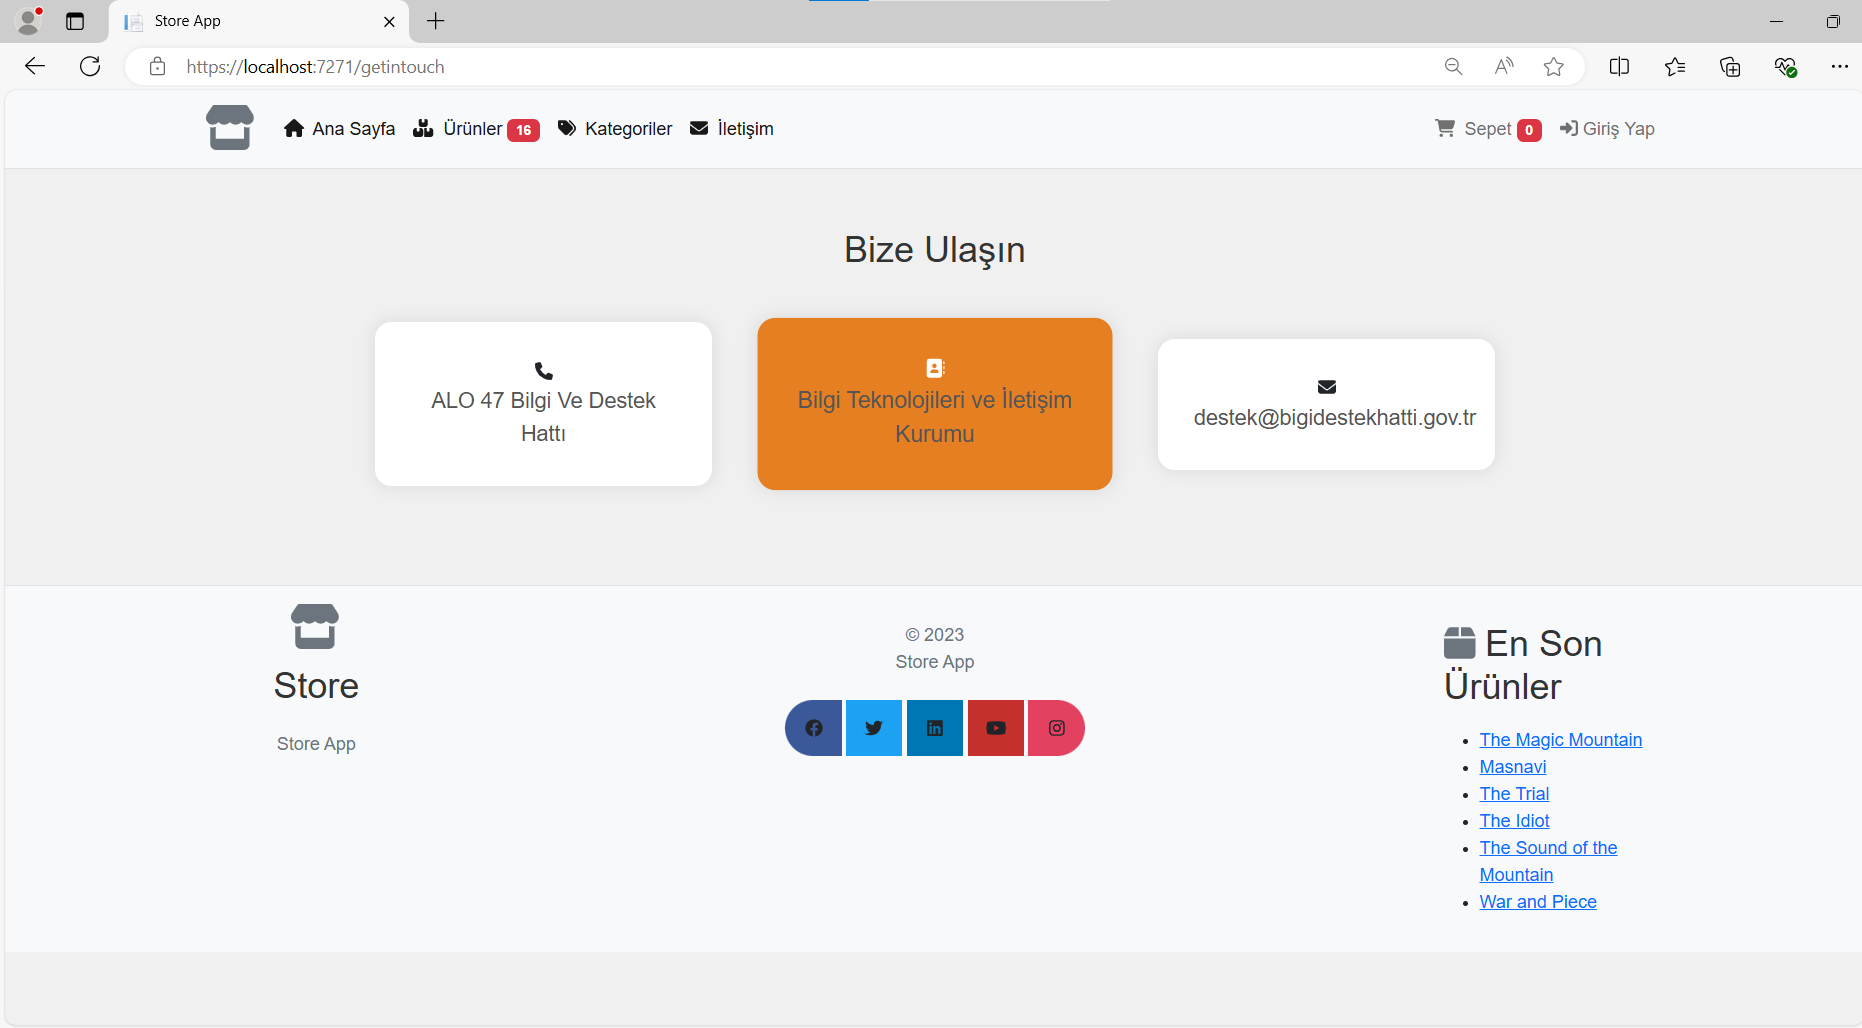 Store App
https://localhost:7271/getintouch
Ana Sayfa Ürünler 16 Kategoriler İletişim Sepet 0 Giriş Yap
Bize Ulaşın
ALO 47 Bilgi Ve Destek
Hattı
Bilgi Teknolojileri ve İletişim
Kurumu
destek@bigidestekhatti.gov.tr
Store
Store App
© 2023
Store App
En Son
Ürünler
The Magic Mountain
Masnavi
The Trial
The Idiot
The Sound of the
Mountain
War and Piece